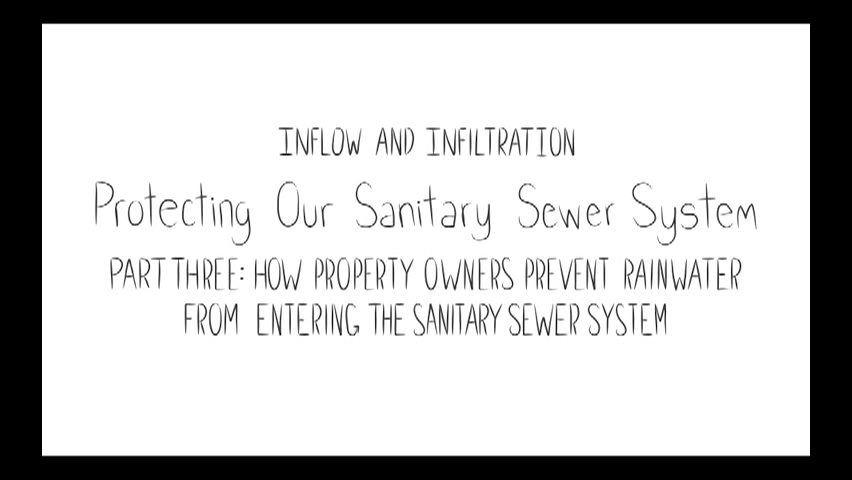 INFLOW AND INFILTRATION
Protecting Our Sanitary Sewer System
PART THREE: HOW PROPERTY OWNERS PREVENT RAINWATER
FROM ENTERING THE SANITARY SEWER SYSTEM